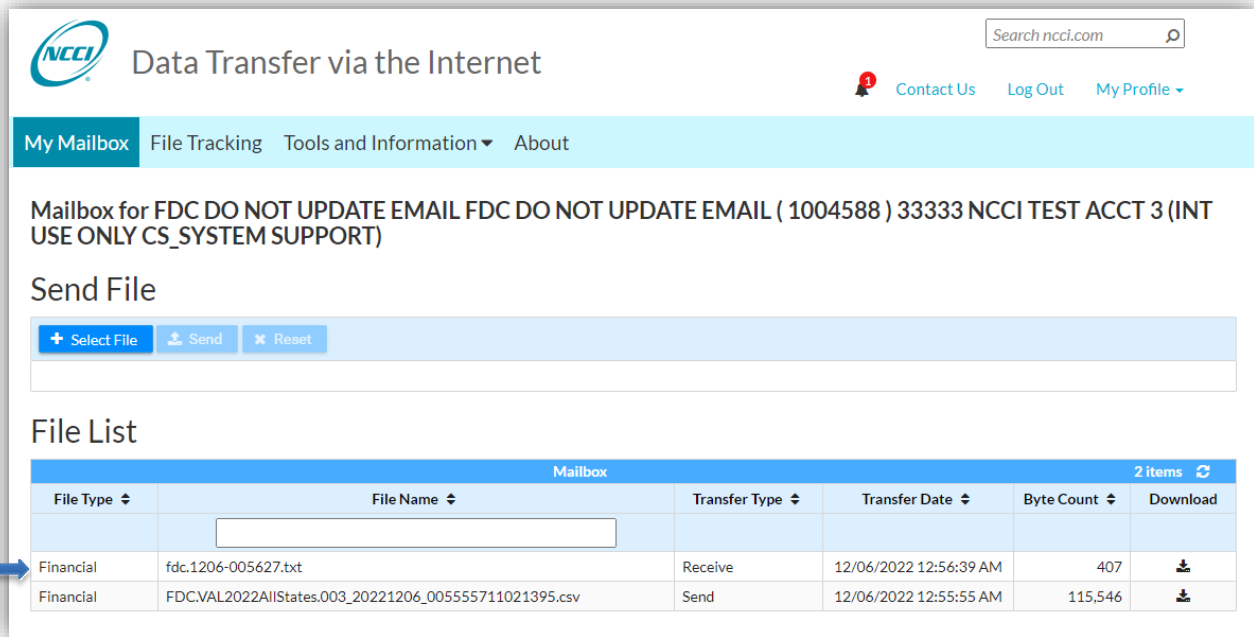 NCCI
Data Transfer via the Internet
Search ncci.com
1
Contact Us Log Out My Profile
My Mailbox File Tracking Tools and Information About
Mailbox for FDC DO NOT UPDATE EMAIL FDC DO NOT UPDATE EMAIL ( 1004588 ) 33333 NCCI TEST ACCT 3 (INT
USE ONLY CS_SYSTEM SUPPORT)
Send File
Select File Send Reset
File List
Mailbox 2 items
File Type File Name Transfer Type Transfer Date Byte Count Download
Financial fdc.1206-005627.txt Receive 12/06/2022 12:56:39 AM 407
Financial FDC.VAL2022AllStates.003_20221206_005555711021395.csv Send 12/06/2022 12:55:55 AM 115,546